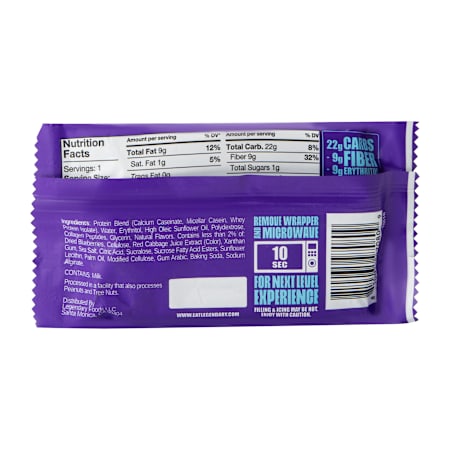 Nutrition
Facts
Servings: 1
Serving Size:
Amount per serving % DV*
Total Fat 9g 12%
Sat. Fat 1g 5%
Trans Fat 0g
Amount per serving % DV*
Total Carb. 22g 8%
Fiber 9g 32%
Total Sugars 1g
22g CARBS
- 9g FIBER
- 9g ERYTHRITOL
Ingredients: Protein Blend (Calcium Caseinate, Micellar Casein, Whey
Protein Isolate), Water, Erythritol, High Oleic Sunflower Oil, Polydextrose,
Collagen Peptides, Glycerin, Natural Flavors. Contains less than 2% of:
Dried Blueberries, Cellulose, Red Cabbage Juice Extract (Color), Xanthan
Gum, Sea Salt, Citric Acid, Sucralose, Sucrose Fatty Acid Esters, Sunflower
Lecithin, Palm Oil, Modified Cellulose, Gum Arabic, Baking Soda, Sodium
Alginate.
CONTAINS: Milk.
Processed in a facility that also processes
Peanuts and Tree Nuts.
Distributed By
Legendary Foods, LLC
Santa Monica,
WWW.EATLEGENDARY.COM
REMOVE WRAPPER
AND MICROWAVE
10
SEC
FOR NEXT LEVEL
EXPERIENCE
FILLING & ICING MAY BE HOT.
ENJOY WITH CAUTION.